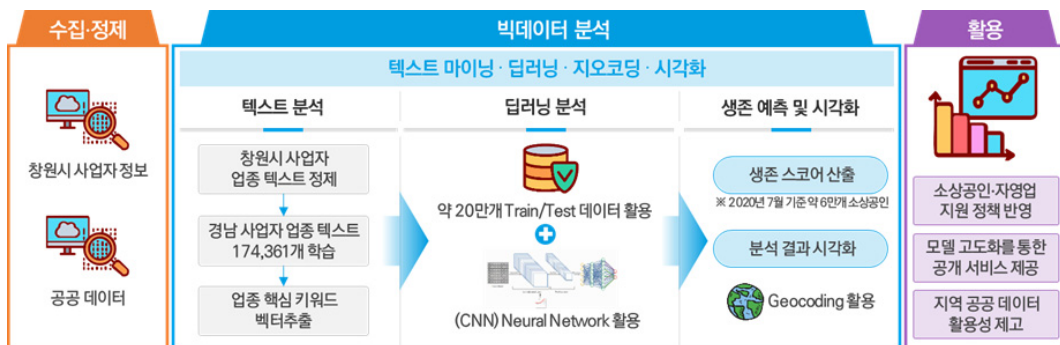 수집·정제
창원시 사업자 정보
공공 데이터
빅데이터 분석
텍스트 마이닝 · 딥러닝 · 지오코딩 · 시각화
텍스트 분석
창원시 사업자
업종 텍스트 정제
경남 사업자 업종 텍스트
174,361개 학습
업종 핵심 키워드
벡터추출
딥러닝 분석
약 20만개 Train/Test 데이터 활용
(CNN) Neural Network 활용
생존 예측 및 시각화
생존 스코어 산출
※ 2020년 7월 기준 약 6만개 소상공인
분석 결과 시각화
Geocoding 활용
활용
소상공인·자영업
지원 정책 반영
모델 고도화를 통한
공개 서비스 제공
지역 공공 데이터
활용성 제고